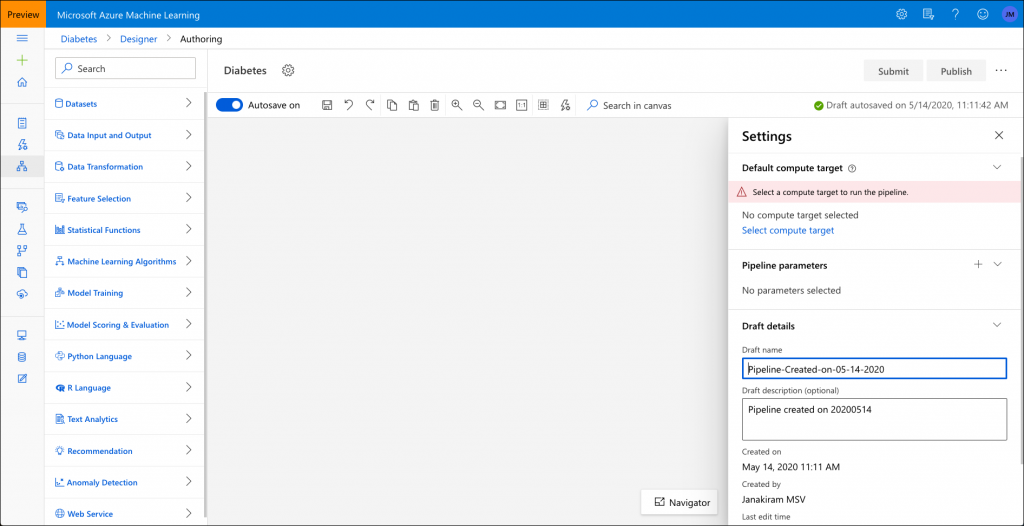 Preview
Microsoft Azure Machine Learning
JM
Diabetes > Designer > Authoring
Search
Datasets
Data Input and Output
Data Transformation
Feature Selection
Statistical Functions
Machine Learning Algorithms
Model Training
Model Scoring & Evaluation
Python Language
R Language
Text Analytics
Recommendation
Anomaly Detection
Web Service
Diabetes
Submit
Publish
...
Autosave on
1:1
Search in canvas
Draft autosaved on 5/14/2020, 11:11:42 AM
Navigator
Settings
Default compute target
Select a compute target to run the pipeline.
No compute target selected
Select compute target
Pipeline parameters
No parameters selected
Draft details
Draft name
Pipeline-Created-on-05-14-2020
Draft description (optional)
Pipeline created on 20200514
Created on
May 14, 2020 11:11 AM
Created by
Janakiram MSV
Last edit time